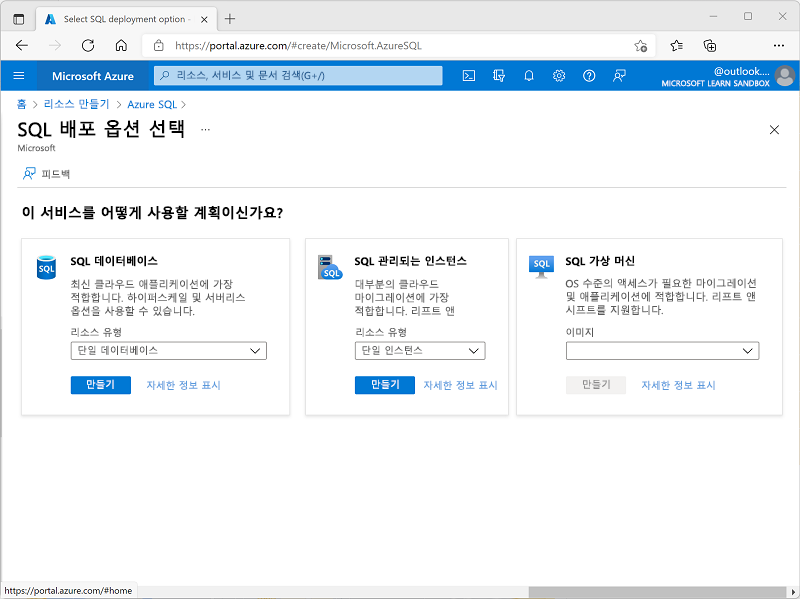 Select SQL deployment option -
https://portal.azure.com/#create/Microsoft.AzureSQL
Microsoft Azure
리소스, 서비스 및 문서 검색(G+/)
@outlook....
MICROSOFT LEARN SANDBOX
홈 > 리소스 만들기 > Azure SQL >
SQL 배포 옵션 선택 ...
Microsoft
피드백
이 서비스를 어떻게 사용할 계획이신가요?
SQL
SQL 데이터베이스
최신 클라우드 애플리케이션에 가장
적합합니다. 하이퍼스케일 및 서버리스
옵션을 사용할 수 있습니다.
리소스 유형
단일 데이터베이스
만들기
자세한 정보 표시
SQL
SQL 관리되는 인스턴스
대부분의 클라우드
마이그레이션에 가장
적합합니다. 리프트 앤
리소스 유형
단일 인스턴스
만들기
자세한 정보 표시
SQL
SQL 가상 머신
OS 수준의 액세스가 필요한 마이그레이션
및 애플리케이션에 적합합니다. 리프트 앤
시프트를 지원합니다.
이미지
만들기
자세한 정보 표시
https://portal.azure.com/#home